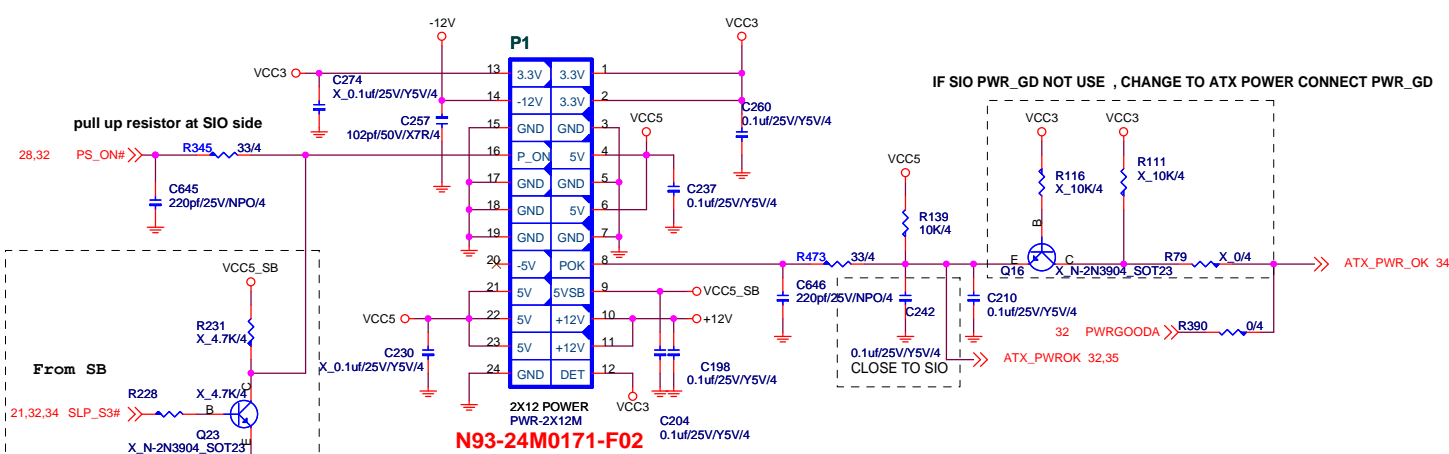 -12V
VCC3
P1
VCC3
C274
X_0.1uf/25V/Y5V/4
13
3.3V
3.3V
1
14
-12V
3.3V
2
C257
102pf/50V/X7R/4
C260
0.1uf/25V/Y5V/4
IF SIO PWR_GD NOT USE , CHANGE TO ATX POWER CONNECT PWR_GD
VCC3
VCC3
pull up resistor at SIO side
15
GND
GND
3
VCC5
28,32
PS_ON#
R345
33/4
16
P_ON
5V
4
R116
X_10K/4
R111
X_10K/4
17
GND
GND
5
VCC5
C645
220pf/25V/NPO/4
C237
0.1uf/25V/Y5V/4
18
GND
5V
6
19
GND
GND
7
R139
10K/4
B
20
-5V
POK
8
R473
33/4
E
C
Q16
X_N-2N3904_SOT23
R79
X_0/4
ATX_PWR_OK 34
VCC5_SB
21
5V
5VSB
9
VCC5_SB
C646
220pf/25V/NPO/4
C242
C210
0.1uf/25V/Y5V/4
VCC5
22
5V
+12V
10
+12V
R231
X_4.7K/4
32 PWRGOODA
R390
0/4
23
5V
+12V
11
C230
X_0.1uf/25V/Y5V/4
0.1uf/25V/Y5V/4
ATX_PWROK 32,35
From SB
24
GND
DET
12
C198
0.1uf/25V/Y5V/4
CLOSE TO SIO
R228
X_4.7K/4
C
2X12 POWER
PWR-2X12M
VCC3
21,32,34 SLP_S3#
B
C204
0.1uf/25V/Y5V/4
Q23
E
X_N-2N3904_SOT23
N93-24M0171-F02